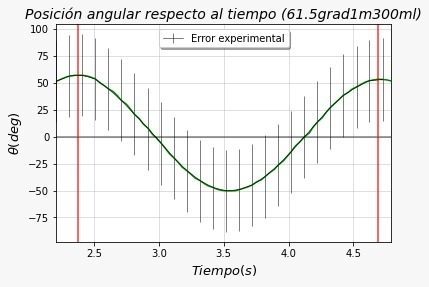 Posición angular respecto al tiempo (61.5grad1m300ml)
Error experimental
100
75
50
25
0
−25
−50
−75
θ(deg)
2.5 3.0 3.5 4.0 4.5
Tiempo(s)